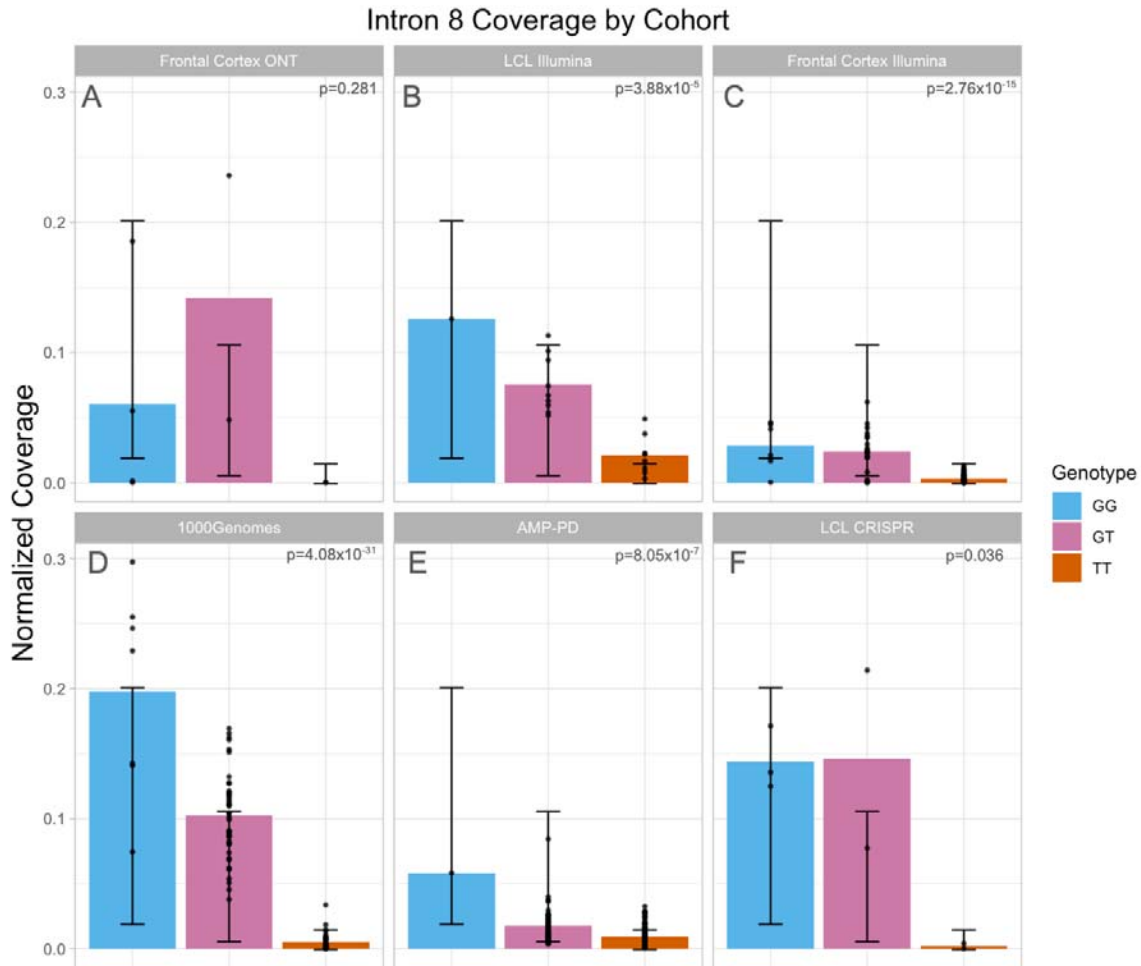 Intron 8 Coverage by Cohort
Frontal Cortex ONT
LCL Illumina
Frontal Cortex Illumina
A
p=0.281
B
p=3.88x10⁻⁵
C
p=2.76x10⁻¹⁵
0.3
0.2
0.1
0.0
1000Genomes
AMP-PD
LCL CRISPR
D
p=4.08x10⁻³¹
E
p=8.05x10⁻⁷
F
p=0.036
0.3
0.2
0.1
0.0
Normalized Coverage
Genotype
GG
GT
TT